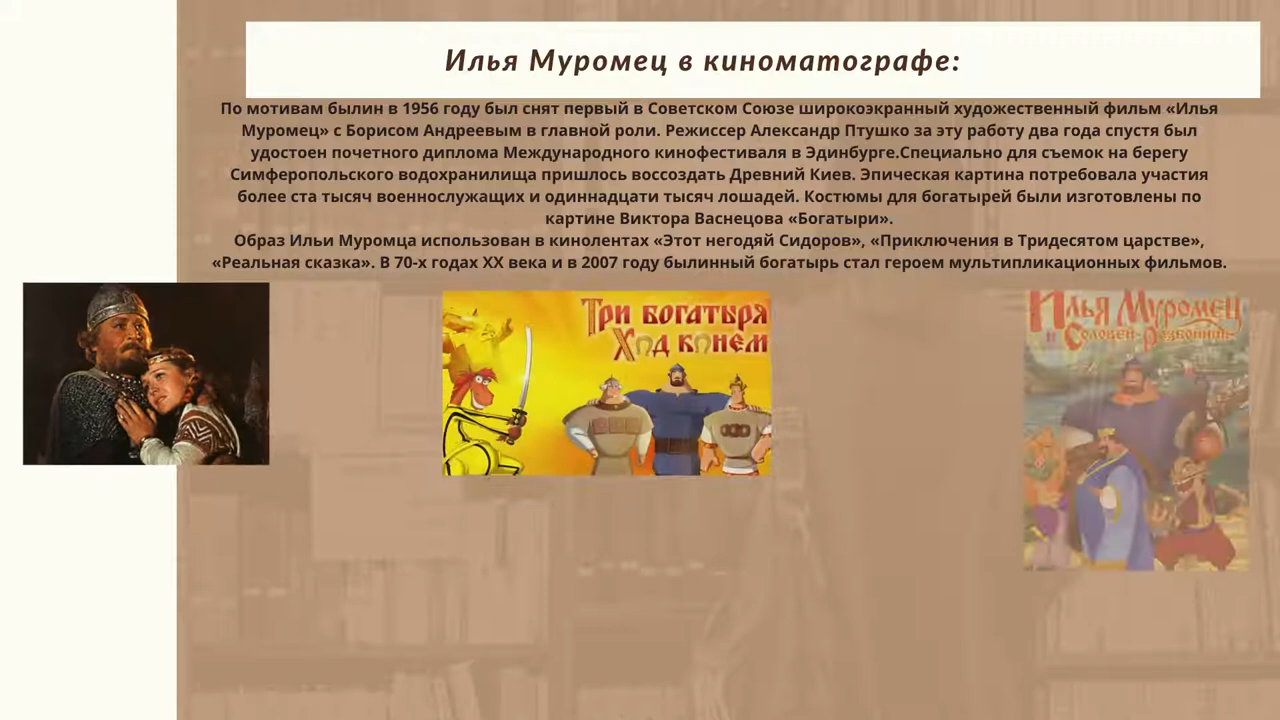 Илья Муромец в киноматографе:
По мотивам былин в 1956 году был снят первый в Советском Союзе широкоэкранный художественный фильм «Илья
Муромец» с Борисом Андреевым в главной роли. Режиссер Александр Птушко за эту работу два года спустя был
удостоен почетного диплома Международного кинофестиваля в Эдинбурге.Специально для съемок на берегу
Симферопольского водохранилища пришлось воссоздать Древний Киев. Эпическая картина потребовала участия
более ста тысяч военнослужащих и одиннадцати тысяч лошадей. Костюмы для богатырей были изготовлены по
картине Виктора Васнецова «Богатыри».
Образ Ильи Муромца использован в кинолентах «Этот негодяй Сидоров», «Приключения в Тридесятом царстве»,
«Реальная сказка». В 70-х годах XX века и в 2007 году былинный богатырь стал героем мультипликационных фильмов.
Три богатыря
Ход конем
Илья Муромец
и Соловей-Разбойник